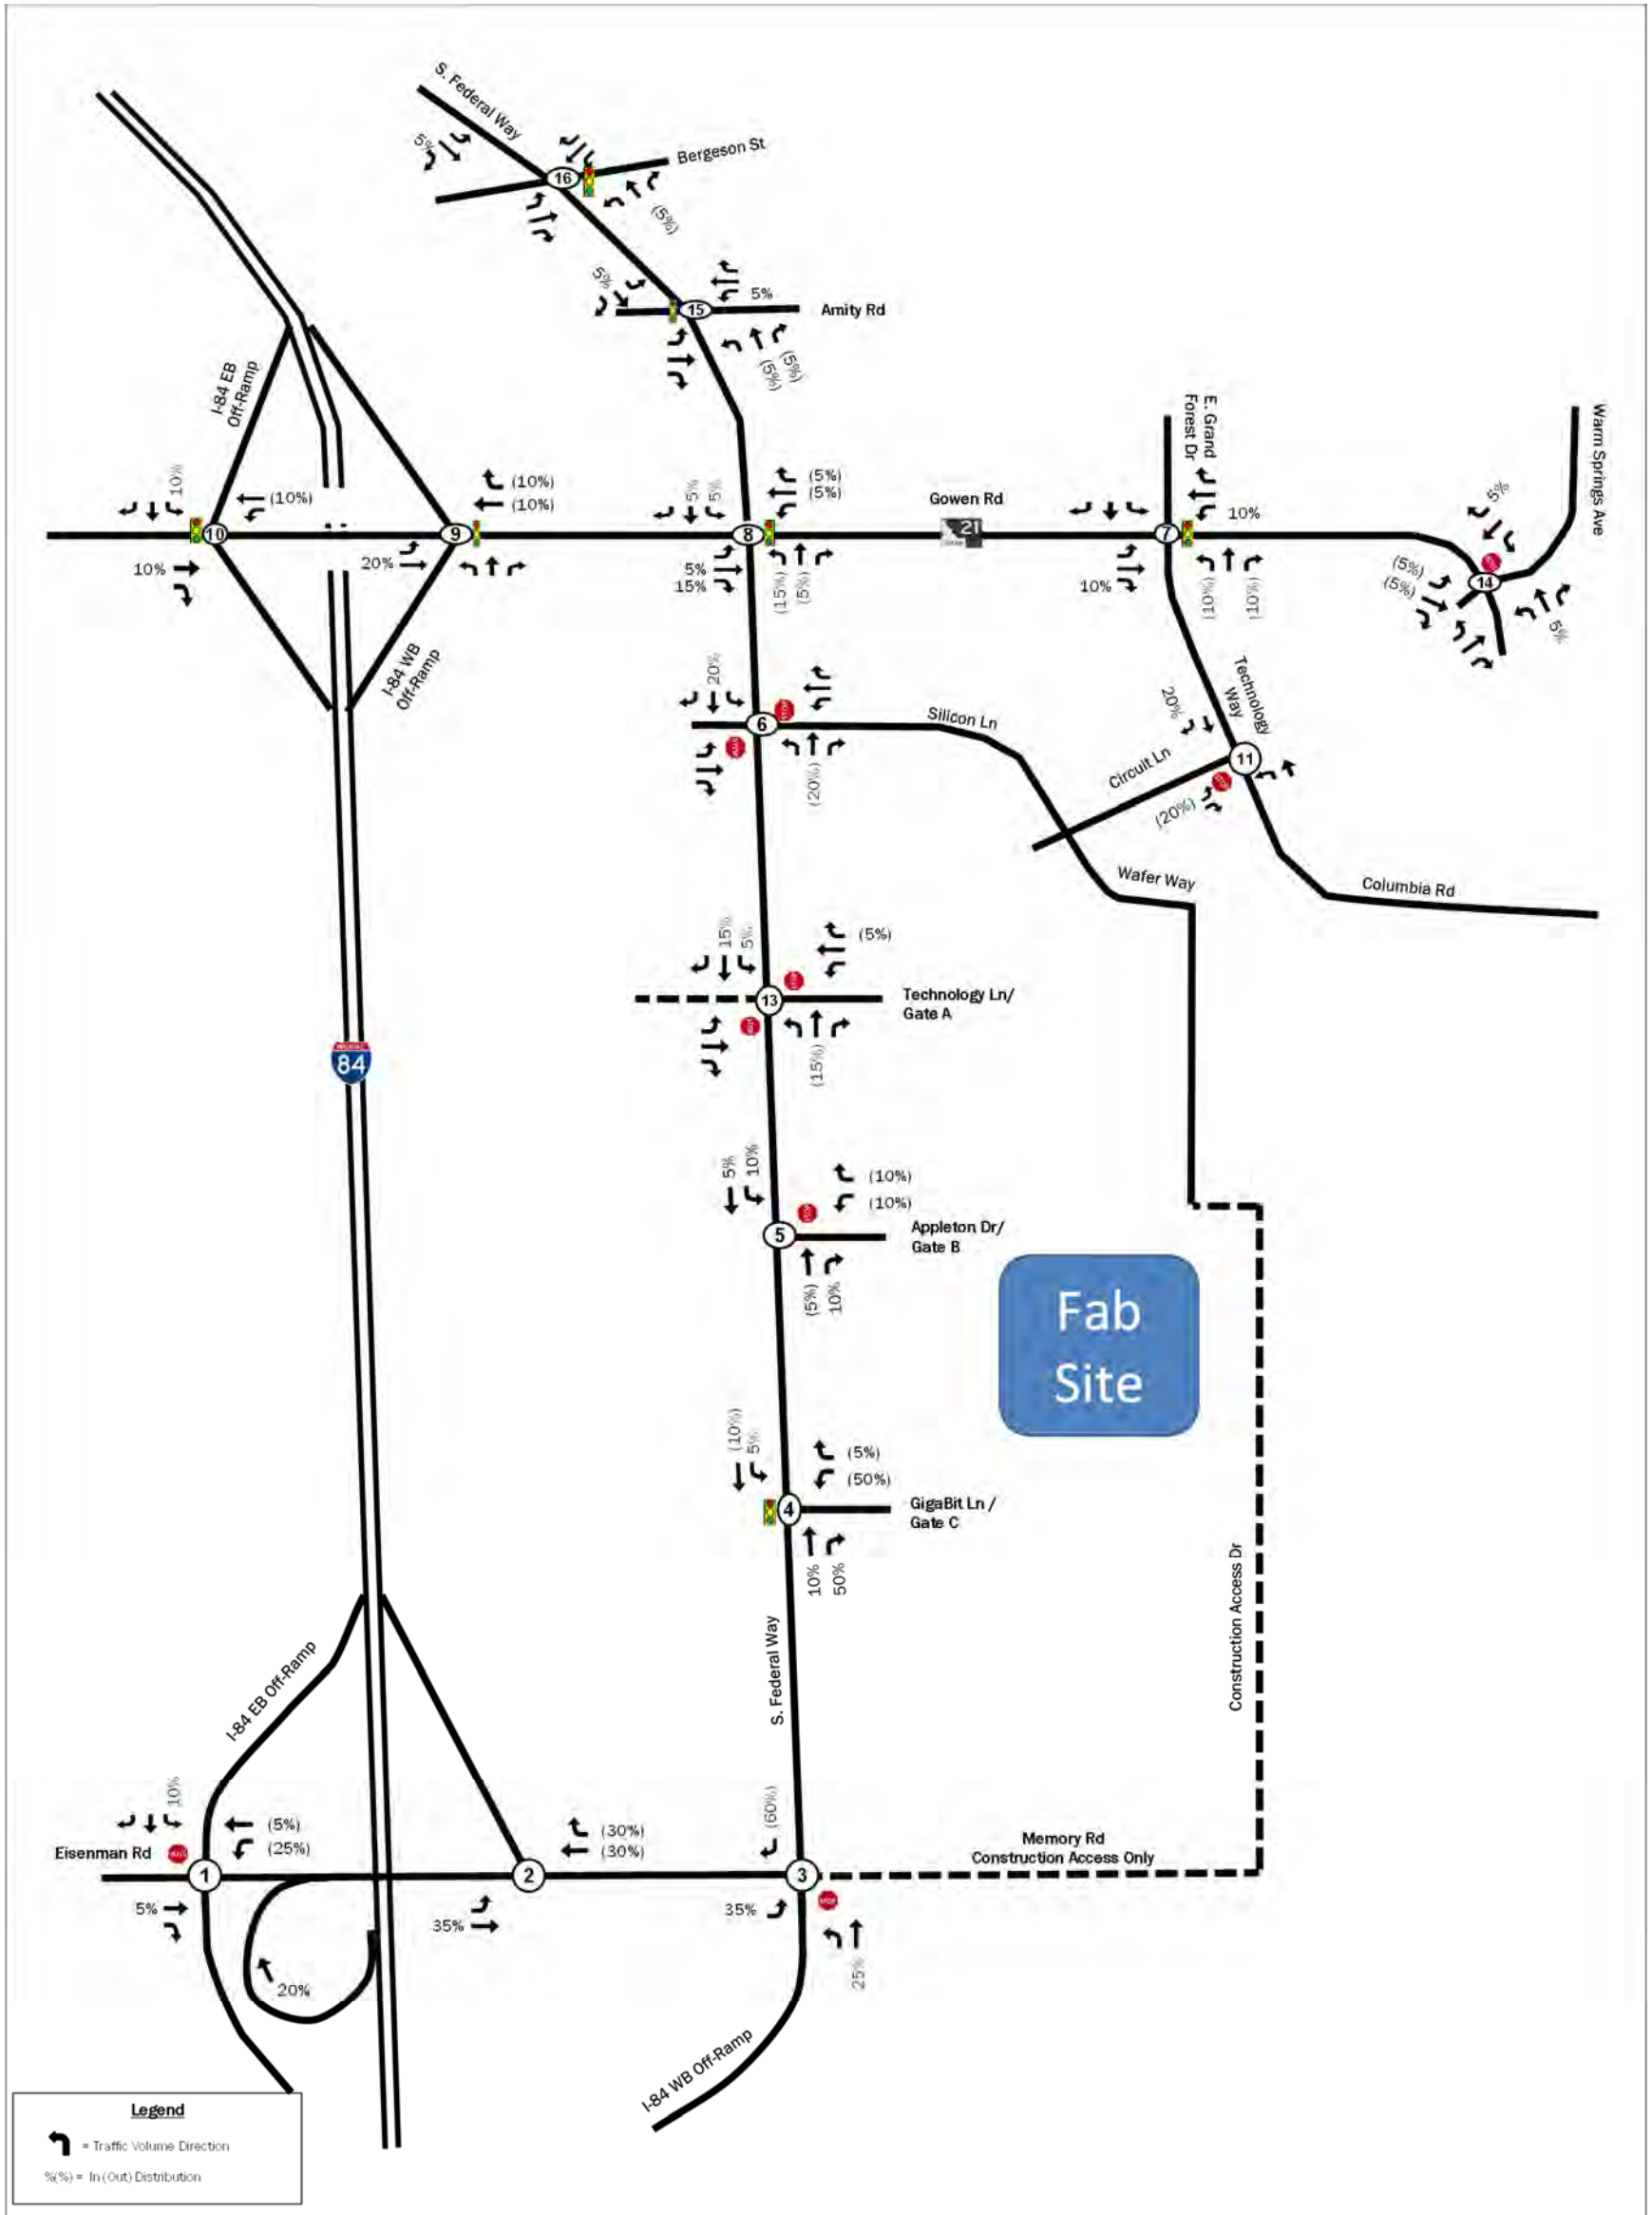 S. Federal Way
5%
16
Bergeson St
(5%)
5%
15
5%
Amity Rd
(5%)
(5%)
I-84 EB
Off-Ramp
10%
(10%)
10
10%
(10%)
(10%)
9
20%
I-84 WB
Off-Ramp
5%
5%
(5%)
(5%)
8
5%
15%
(15%)
(5%)
Gowen Rd
21
E. Grand
Forest Dr
10%
7
10%
(10%)
(10%)
Warm Springs Ave
5%
(5%)
(5%)
14
5%
20%
6
STOP
(20%)
Silicon Ln
Technology
Way
20%
11
Circuit Ln
(20%)
Wafer Way
Columbia Rd
15%
5%
(5%)
STOP
13
(15%)
Technology Ln/
Gate A
84
5%
10%
(10%)
(10%)
STOP
5
(5%)
10%
Appleton Dr/
Gate B
Fab
Site
(10%)
5%
(5%)
(50%)
4
10%
50%
GigaBit Ln /
Gate C
S. Federal Way
Construction Access Dr
I-84 EB Off-Ramp
10%
(5%)
(25%)
Eisenman Rd
1
5%
20%
(30%)
(30%)
2
35%
(60%)
3
35%
STOP
25%
Memory Rd
Construction Access Only
I-84 WB Off-Ramp
Legend
= Traffic Volume Direction
%(%) = In (Out) Distribution